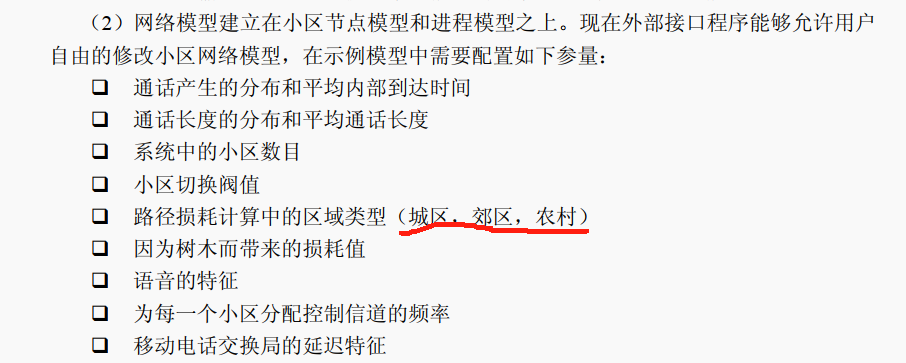 （2）网络模型建立在小区节点模型和进程模型之上。现在外部接口程序能够允许用户
自由的修改小区网络模型，在示例模型中需要配置如下参量：
❑ 通话产生的分布和平均内部到达时间
❑ 通话长度的分布和平均通话长度
❑ 系统中的小区数目
❑ 小区切换阀值
❑ 路径损耗计算中的区域类型（城区，郊区，农村）
❑ 因为树木而带来的损耗值
❑ 语音的特征
❑ 为每一个小区分配控制信道的频率
❑ 移动电话交换局的延迟特征